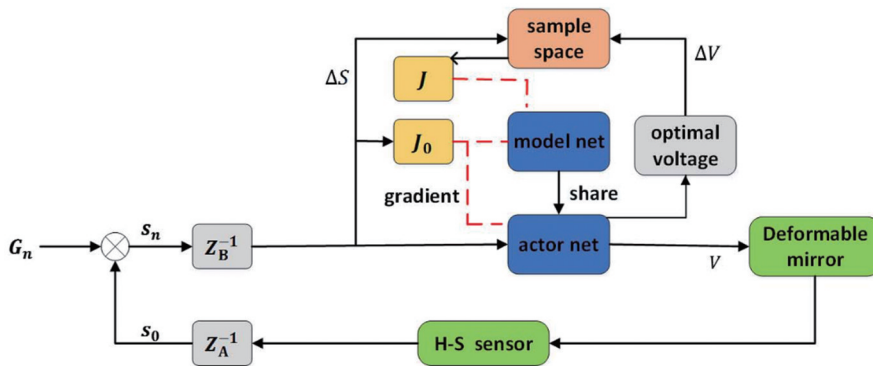 sample
space
ΔS
ΔV
J
J₀
model net
optimal
voltage
gradient
share
Gₙ
sₙ
Z_B⁻¹
actor net
V
Deformable
mirror
s₀
Z_A⁻¹
H-S sensor